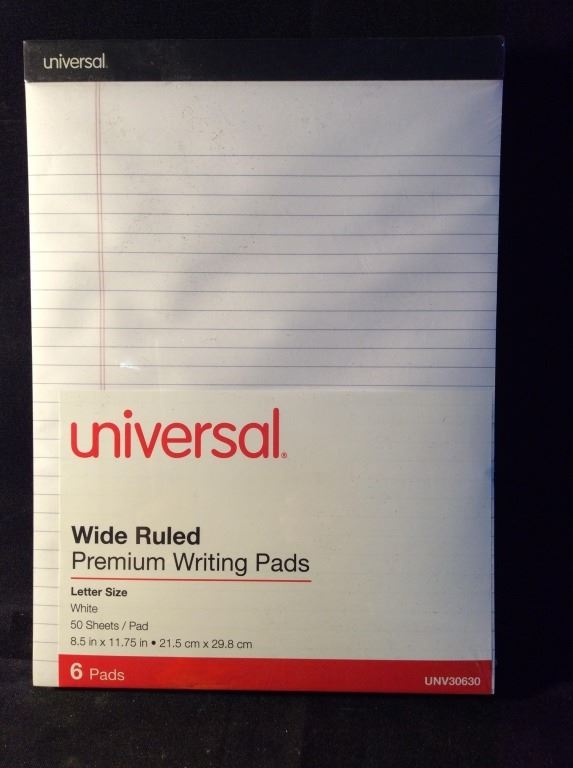 universal.
universal®
Wide Ruled
Premium Writing Pads
Letter Size
White
50 Sheets / Pad
8.5 in x 11.75 in • 21.5 cm x 29.8 cm
6 Pads
UNV30630